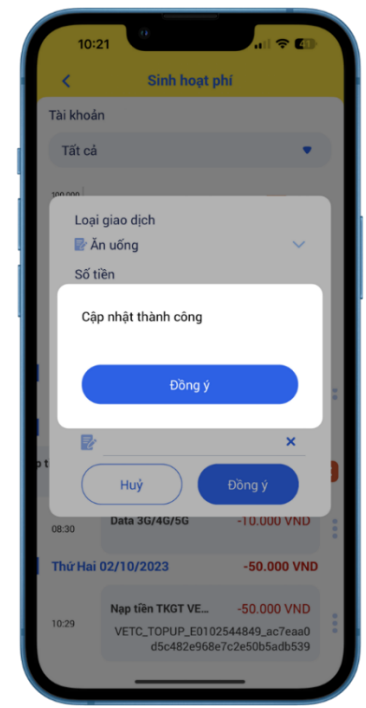 10:21
Sinh hoạt phí
Tài khoản
Tất cả
100.000
Loại giao dịch
Ăn uống
Số tiền
Cập nhật thành công
Đồng ý
Huỷ
Đồng ý
Data 3G/4G/5G -10.000 VND
08:30
Thứ Hai 02/10/2023 -50.000 VND
Nạp tiền TKGT VE... -50.000 VND
10:29
VETC_TOPUP_E0102544849_ac7eaa0
d5c482e968e7c2e50b5adb539